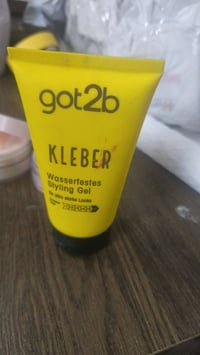 got2b
KLEBER
Wasserfestes
Styling Gel